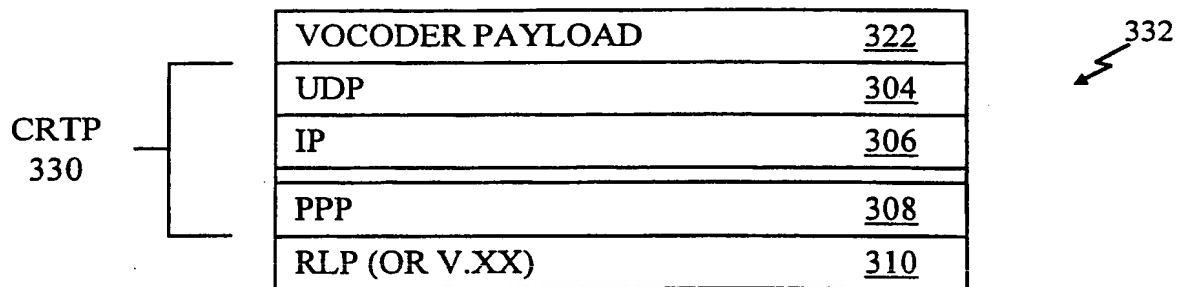 VOCODER PAYLOAD 322
332
UDP 304
CRTP
330
IP 306
PPP 308
RLP (OR V.XX) 310